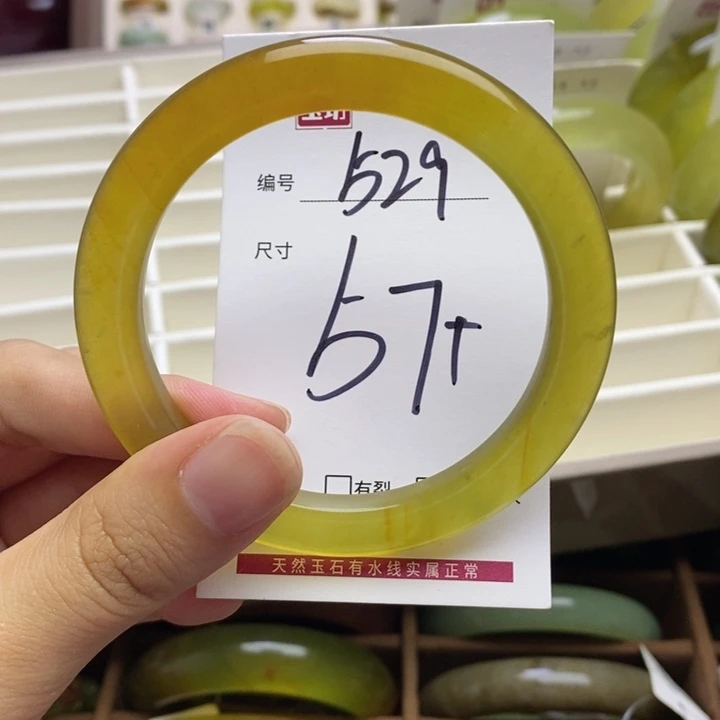 编号 529
尺寸
57+
有裂
天然玉石有水线实属正常